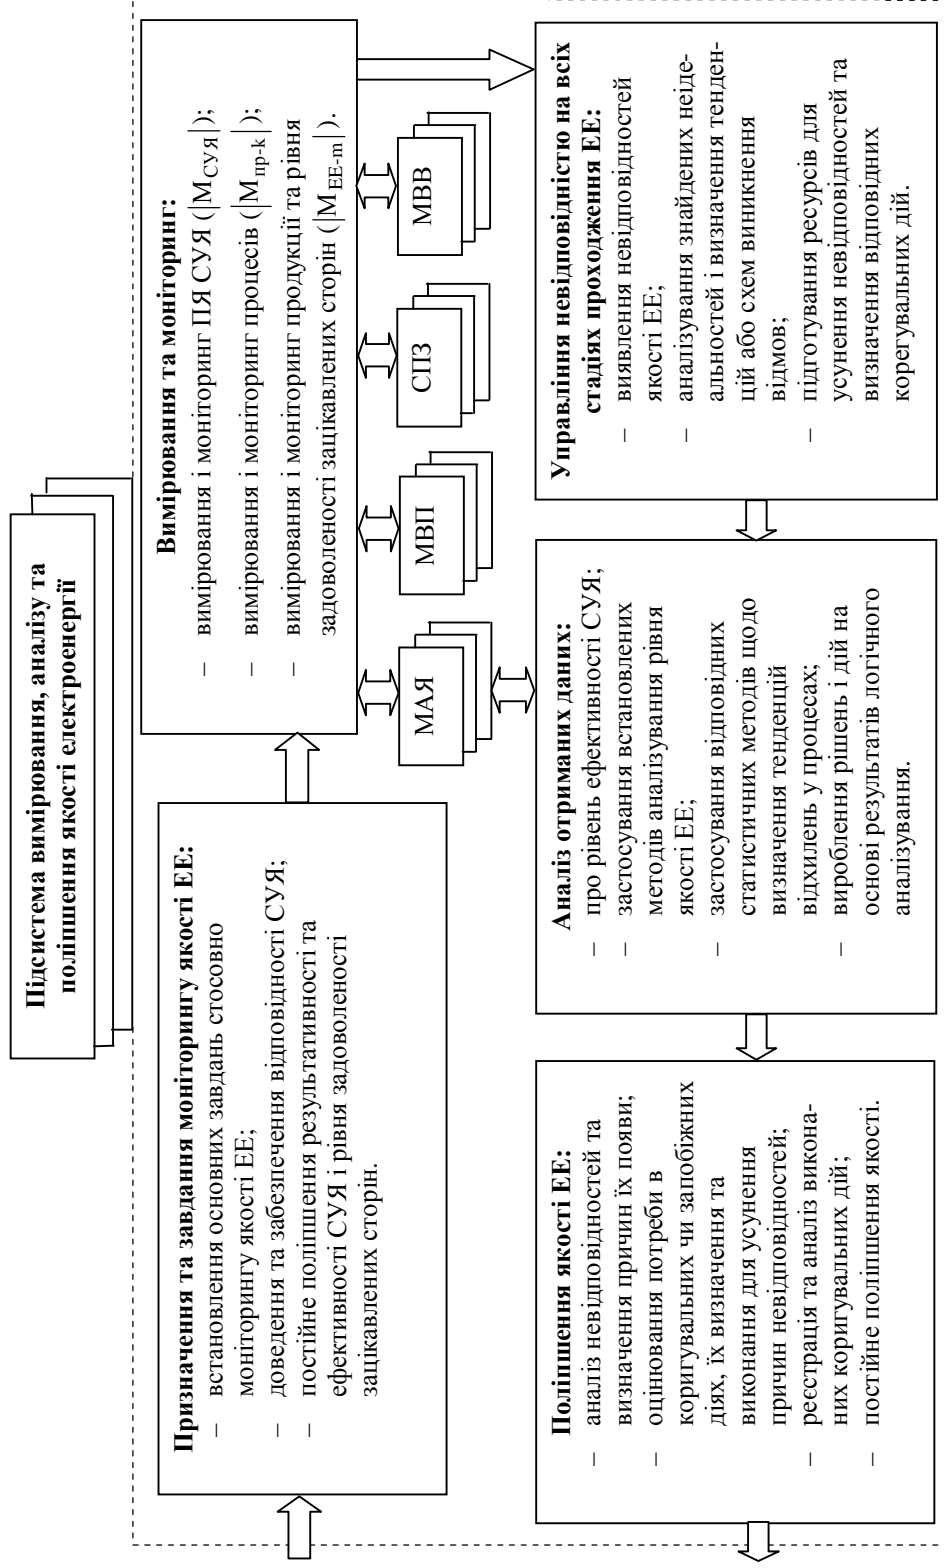 Підсистема вимірювання, аналізу та
поліпшення якості електроенергії
Призначення та завдання моніторингу якості ЕЕ:
– встановлення основних завдань стосовно
моніторингу якості ЕЕ;
– доведення та забезпечення відповідності СУЯ;
– постійне поліпшення результативності та
ефективності СУЯ і рівня задоволеності
зацікавлених сторін.
Вимірювання та моніторинг:
– вимірювання і моніторинг ПЯ СУЯ (|М СУЯ|);
– вимірювання і моніторинг процесів (|М пр-k|);
– вимірювання і моніторинг продукції та рівня
задоволеності зацікавлених сторін (|М ЕЕ-m|).
МАЯ
МВП
СПЗ
МВВ
Поліпшення якості ЕЕ:
– аналіз невідповідностей та
визначення причин їх появи;
– оцінювання потреби в
коригувальних чи запобіжних
діях, їх визначення та
виконання для усунення
причин невідповідностей;
– реєстрація та аналіз викона-
них коригувальних дій;
– постійне поліпшення якості.
Аналіз отриманих даних:
– про рівень ефективності СУЯ;
– застосування встановлених
методів аналізування рівня
якості ЕЕ;
– застосування відповідних
статистичних методів щодо
визначення тенденцій
відхилень у процесах;
– вироблення рішень і дій на
основі результатів логічного
аналізування.
Управління невідповідністю на всіх
стадіях проходження ЕЕ:
– виявлення невідповідностей
якості ЕЕ;
– аналізування знайдених неіде-
альностей і визначення тенден-
цій або схем виникнення
відмов;
– підготування ресурсів для
усунення невідповідностей та
визначення відповідних
корегувальних дій.